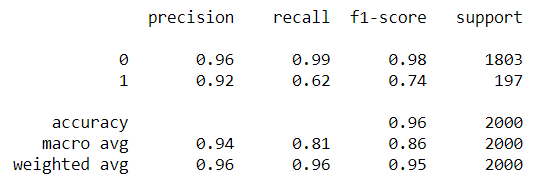 precision recall f1-score support
0 0.96 0.99 0.98 1803
1 0.92 0.62 0.74 197
accuracy 0.96 2000
macro avg 0.94 0.81 0.86 2000
weighted avg 0.96 0.96 0.95 2000